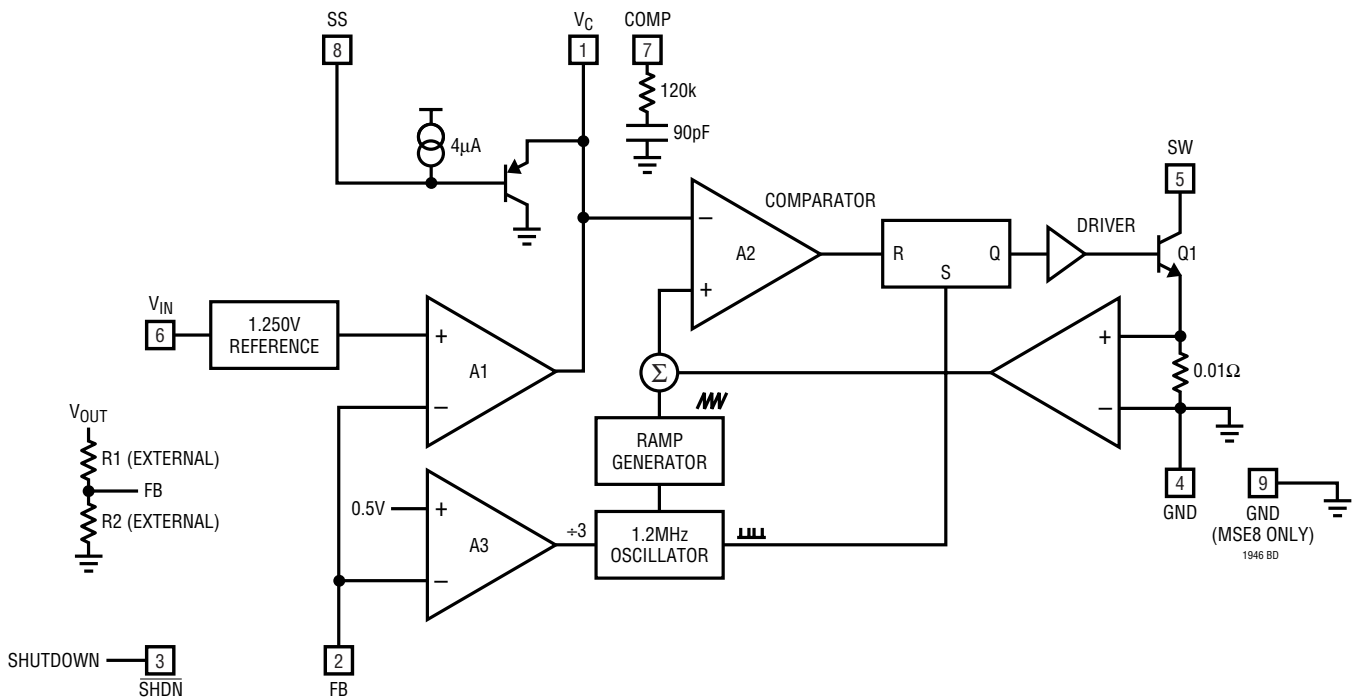 SS
8
VC
1
COMP
7
120k
90pF
4µA
SW
5
COMPARATOR
DRIVER
A2
−
+
R
Q
S
Q1
VIN
6
1.250V
REFERENCE
+
A1
−
Σ
+
−
0.01Ω
VOUT
R1 (EXTERNAL)
FB
R2 (EXTERNAL)
RAMP
GENERATOR
0.5V
+
A3
−
÷3
1.2MHz
OSCILLATOR
4
GND
9
GND
(MSE8 ONLY)
1946 BD
SHUTDOWN
3
SHDN
2
FB